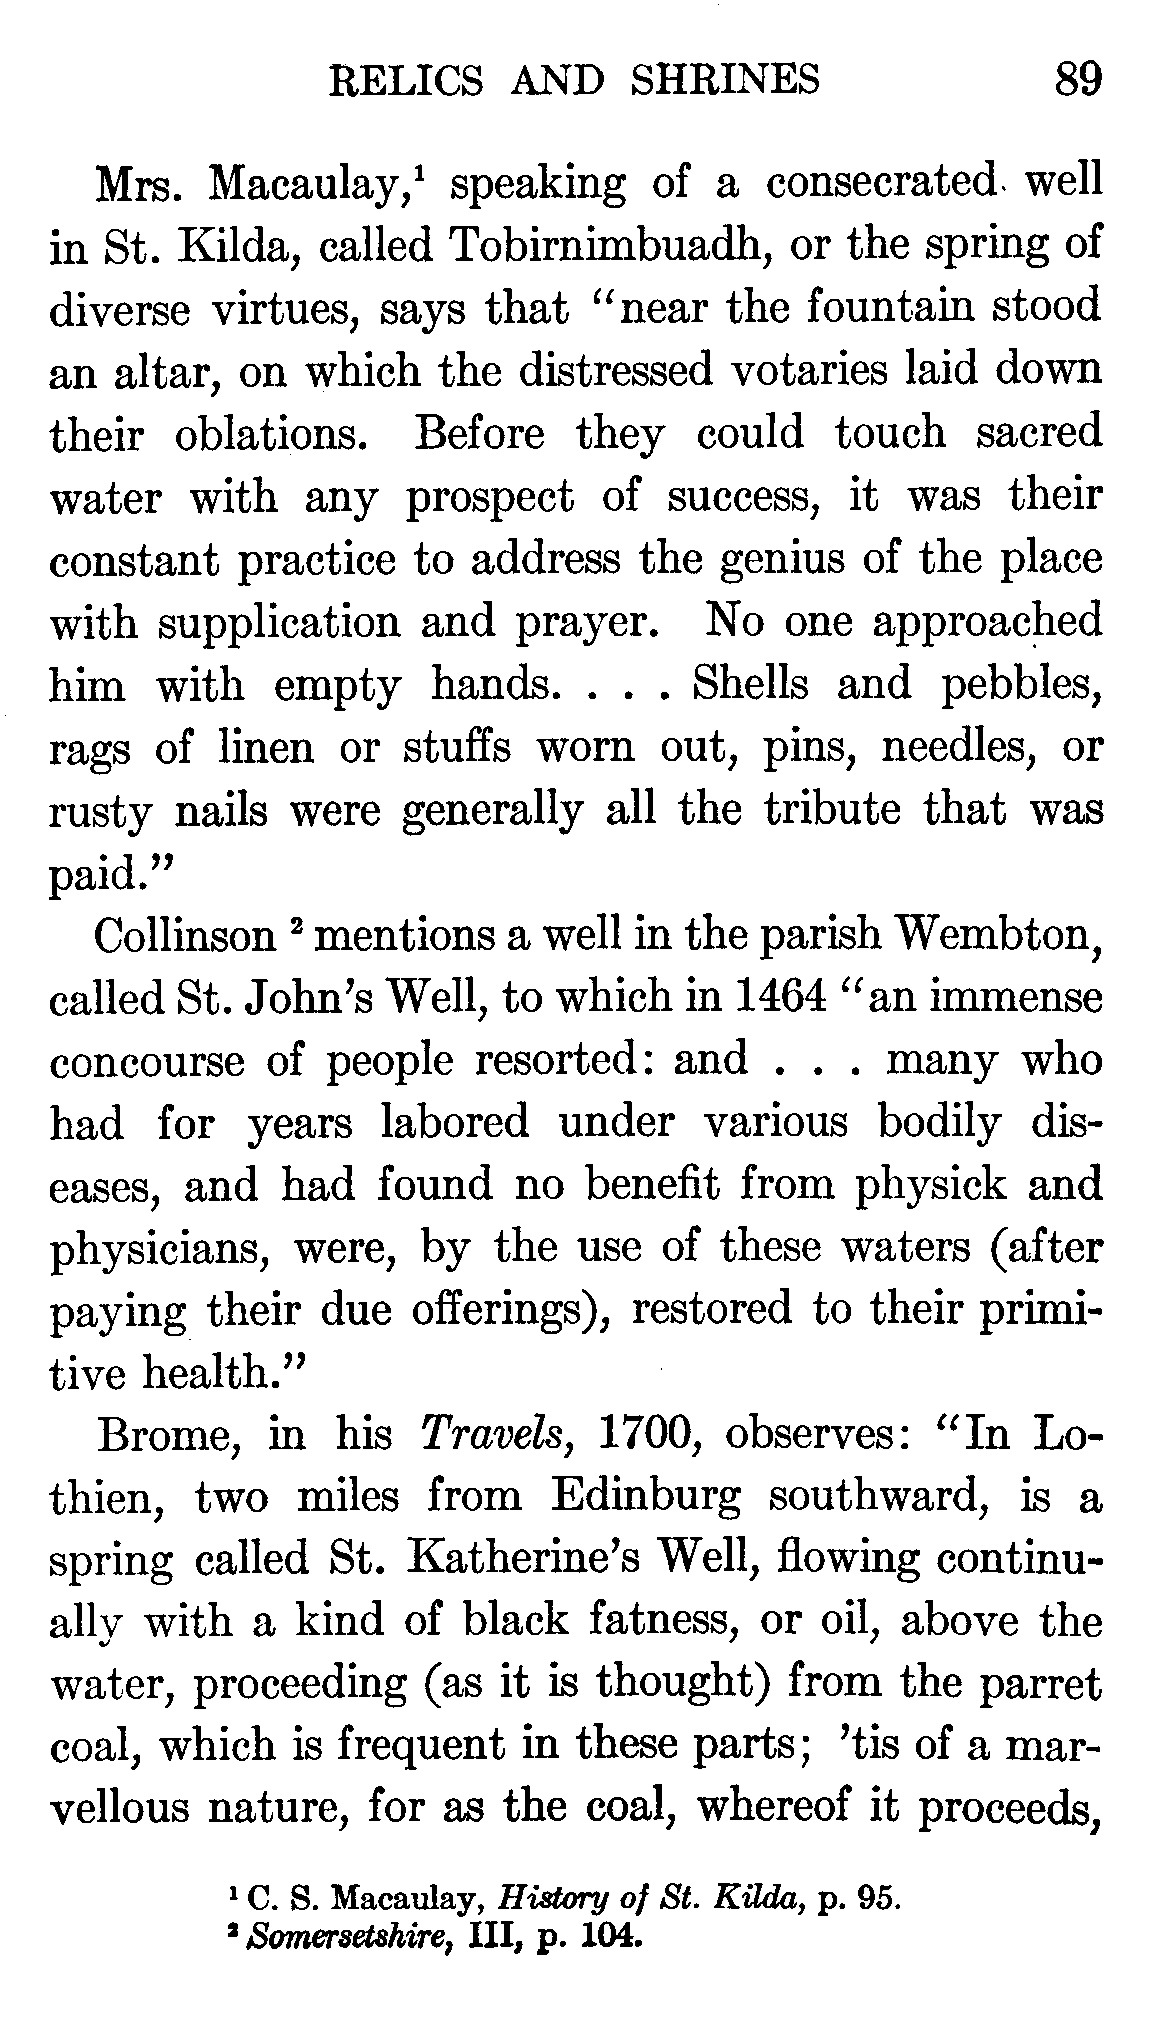 RELICS AND SHRINES 89
Mrs. Macaulay,¹ speaking of a consecrated well
in St. Kilda, called Tobirnimbuadh, or the spring of
diverse virtues, says that “near the fountain stood
an altar, on which the distressed votaries laid down
their oblations. Before they could touch sacred
water with any prospect of success, it was their
constant practice to address the genius of the place
with supplication and prayer. No one approached
him with empty hands. . . . Shells and pebbles,
rags of linen or stuffs worn out, pins, needles, or
rusty nails were generally all the tribute that was
paid.”
Collinson ² mentions a well in the parish Wembton,
called St. John’s Well, to which in 1464 “an immense
concourse of people resorted: and . . . many who
had for years labored under various bodily dis-
eases, and had found no benefit from physick and
physicians, were, by the use of these waters (after
paying their due offerings), restored to their primi-
tive health.”
Brome, in his Travels, 1700, observes: “In Lo-
thien, two miles from Edinburg southward, is a
spring called St. Katherine’s Well, flowing continu-
ally with a kind of black fatness, or oil, above the
water, proceeding (as it is thought) from the parret
coal, which is frequent in these parts; ’tis of a mar-
vellous nature, for as the coal, whereof it proceeds,
¹ C. S. Macaulay, History of St. Kilda, p. 95.
² Somersetshire, III, p. 104.